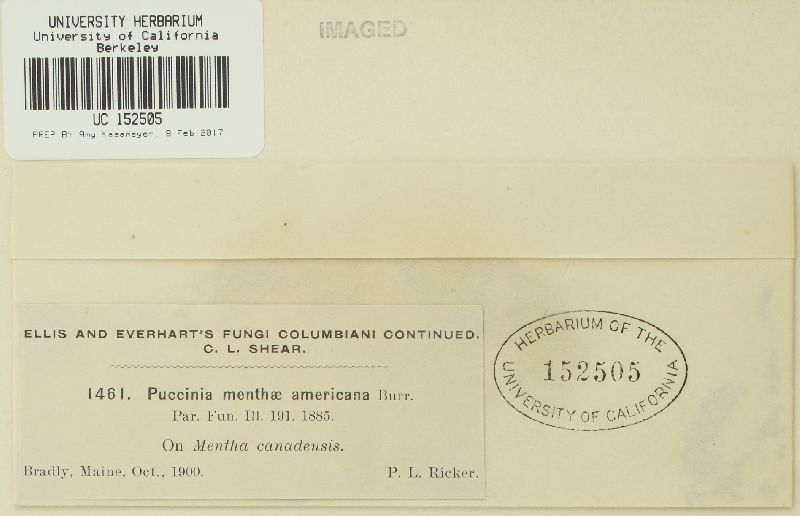 UNIVERSITY HERBARIUM
University of California
Berkeley
UC 152505
PREP BY Amy Kasameyer, 8 Feb 2017
IMAGED
ELLIS AND EVERHART'S FUNGI COLUMBIANI CONTINUED.
C. L. SHEAR.
1461. Puccinia menthæ americana Burr.
Par. Fun. Ill. 191. 1885.
On Mentha canadensis.
Bradly, Maine, Oct., 1900. P. L. Ricker.
HERBARIUM OF THE
152505
UNIVERSITY OF CALIFORNIA